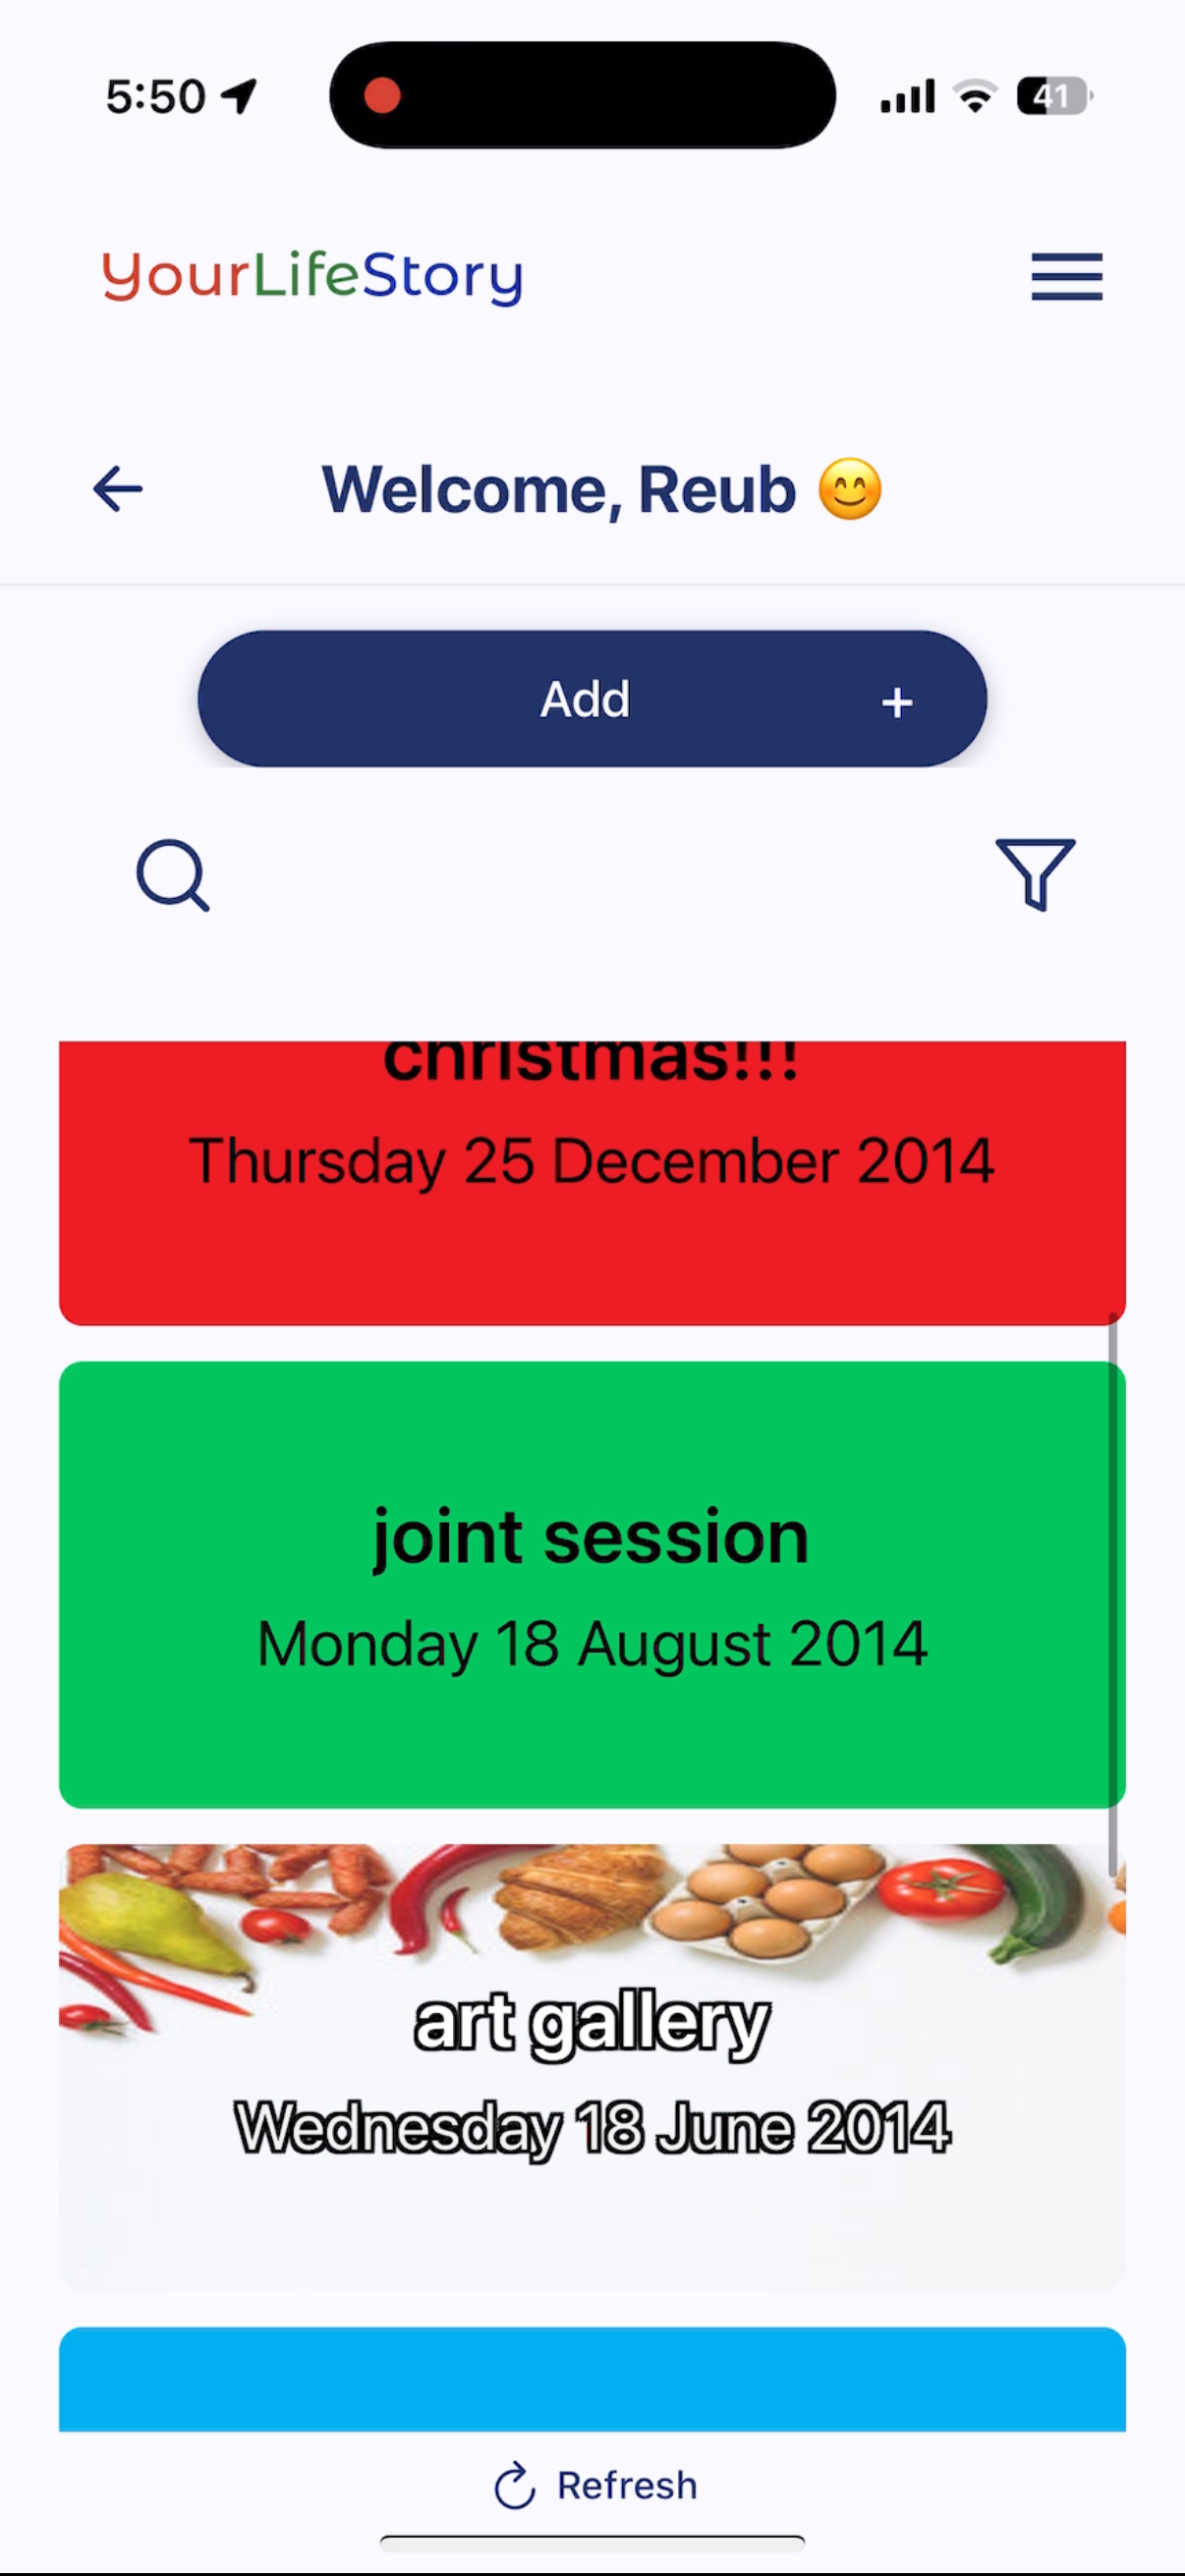 5:50
41
YourLifeStory
Welcome, Reub 😊
Add +
christmas!!!
Thursday 25 December 2014
joint session
Monday 18 August 2014
art gallery
Wednesday 18 June 2014
Refresh